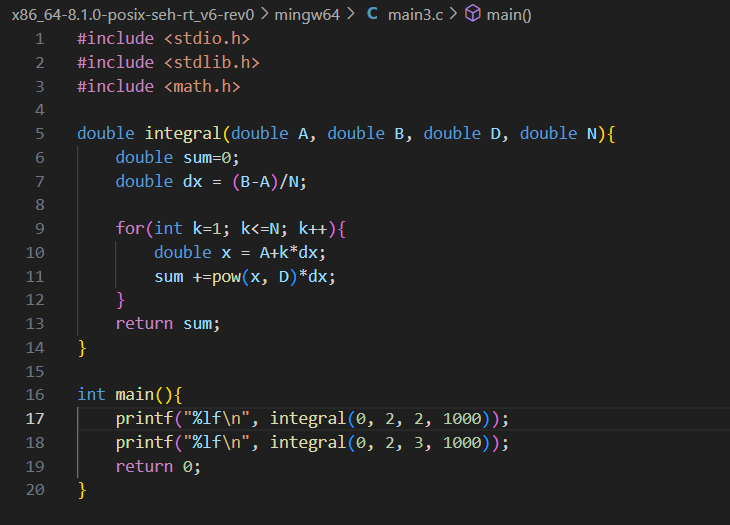 x86_64-8.1.0-posix-seh-rt_v6-rev0 > mingw64 > C main3.c > main()
1 #include <stdio.h>
2 #include <stdlib.h>
3 #include <math.h>
4
5 double integral(double A, double B, double D, double N){
6     double sum=0;
7     double dx = (B-A)/N;
8
9     for(int k=1; k<=N; k++){
10         double x = A+k*dx;
11         sum +=pow(x, D)*dx;
12     }
13     return sum;
14 }
15
16 int main(){
17     printf("%lf\n", integral(0, 2, 2, 1000));
18     printf("%lf\n", integral(0, 2, 3, 1000));
19     return 0;
20 }